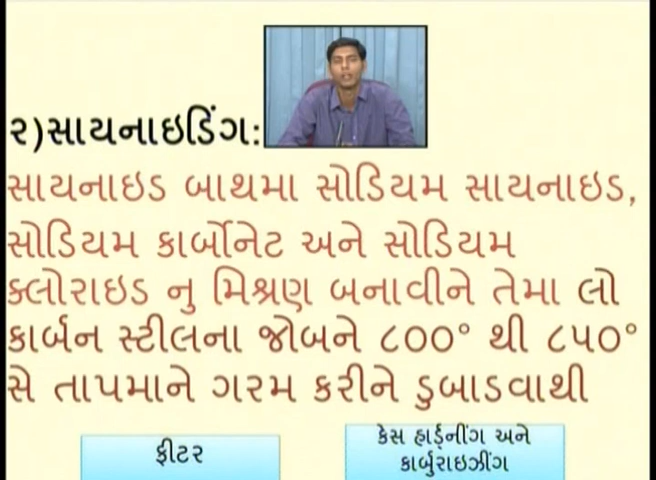 ૨)સાયનાઇડિંગ:
સાયનાઇડ બાથમા સોડિયમ સાયનાઇડ,
સોડિયમ કાર્બોનેટ અને સોડિયમ
ક્લોરાઇડ નુ મિશ્રણ બનાવીને તેમા લો
કાર્બન સ્ટીલના જોબને ૮૦૦° થી ૮૫૦°
સે તાપમાને ગરમ કરીને ડુબાડવાથી
ફીટર
કેસ હાર્ડનીંગ અને
કાર્બુરાઇઝીંગ